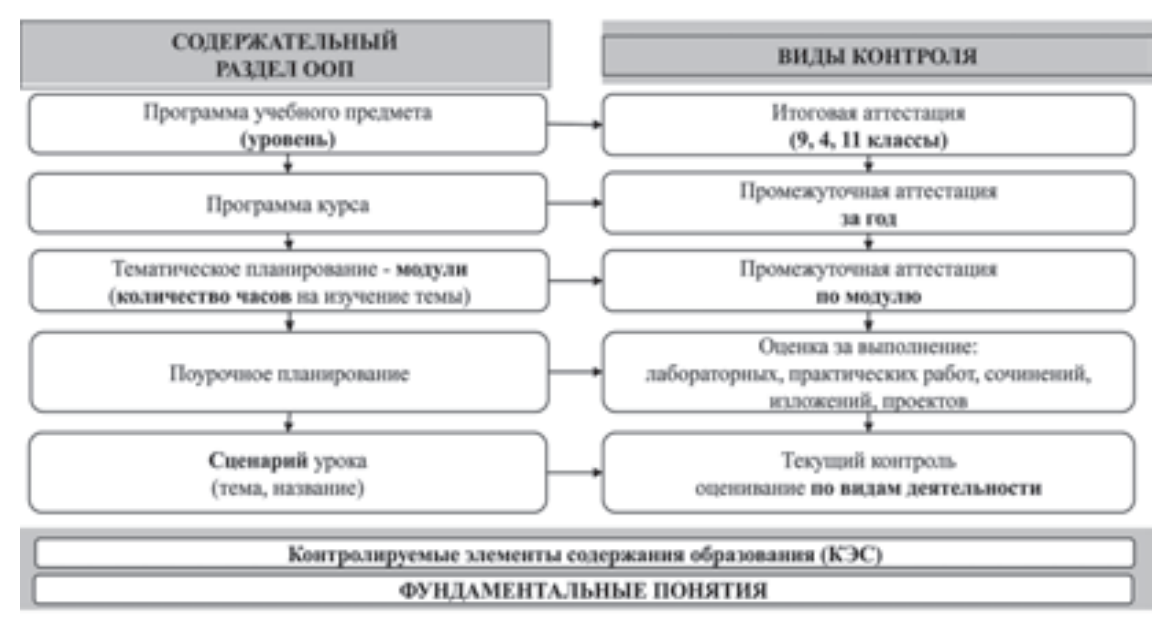 СОДЕРЖАТЕЛЬНЫЙ
РАЗДЕЛ ООП
ВИДЫ КОНТРОЛЯ
Программа учебного предмета
(уровень)
Итоговая аттестация
(9, 4, 11 классы)
Программа курса
Промежуточная аттестация
за год
Тематическое планирование - модули
(количество часов на изучение темы)
Промежуточная аттестация
по модулю
Поурочное планирование
Оценка за выполнение:
лабораторных, практических работ, сочинений,
изложений, проектов
Сценарий урока
(тема, название)
Текущий контроль
оценивание по видам деятельности
Контролируемые элементы содержания образования (КЭС)
ФУНДАМЕНТАЛЬНЫЕ ПОНЯТИЯ